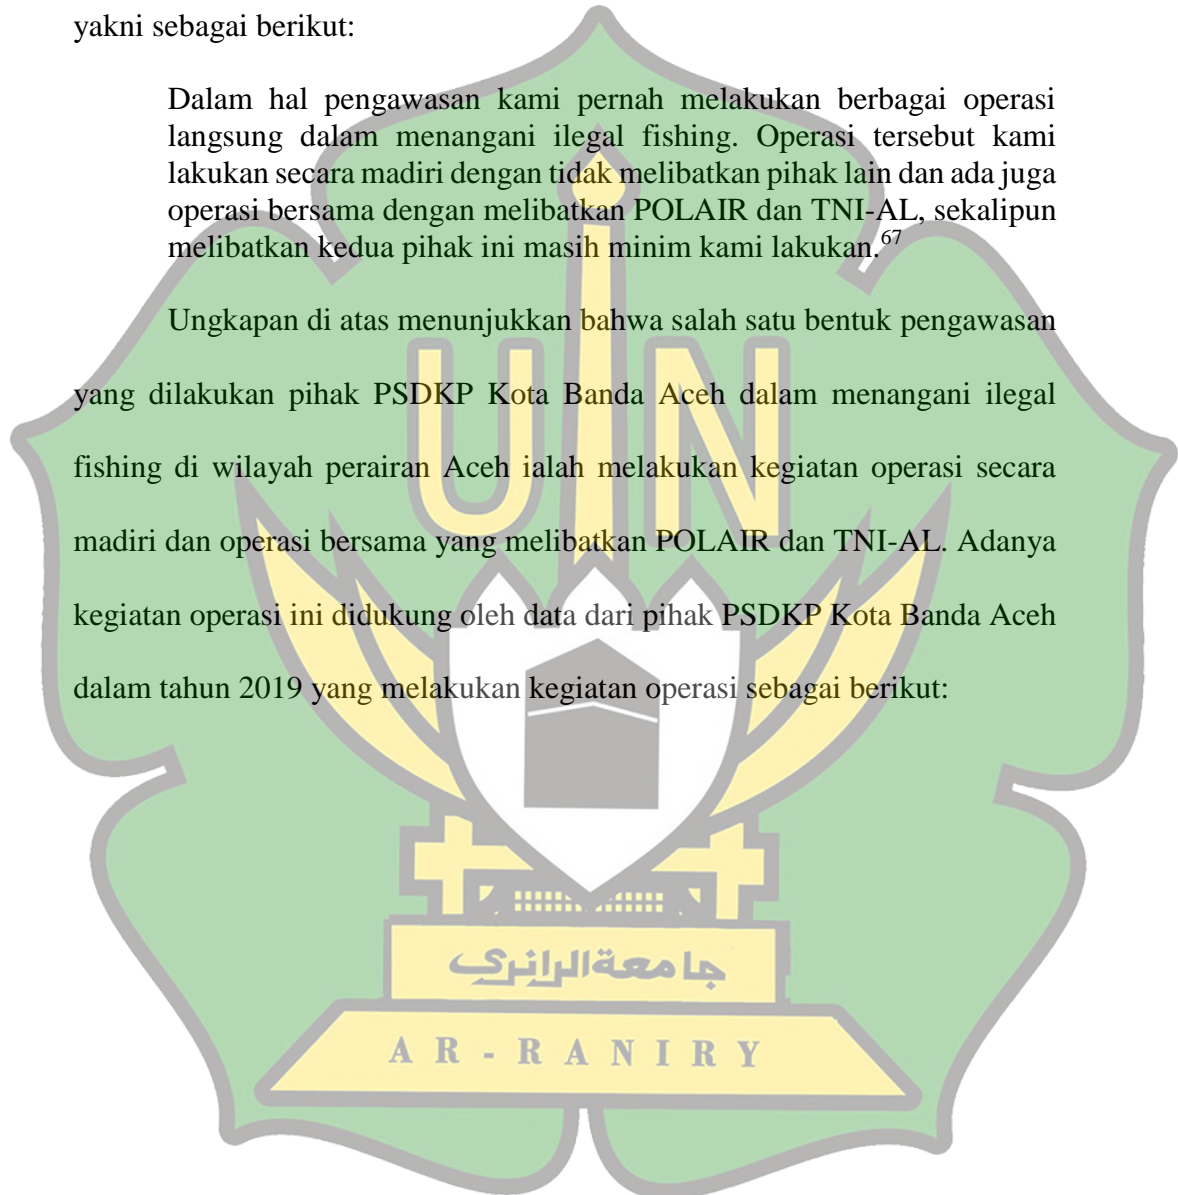 yakni sebagai berikut:
Dalam hal pengawasan kami pernah melakukan berbagai operasi
langsung dalam menangani ilegal fishing. Operasi tersebut kami
lakukan secara madiri dengan tidak melibatkan pihak lain dan ada juga
operasi bersama dengan melibatkan POLAIR dan TNI-AL, sekalipun
melibatkan kedua pihak ini masih minim kami lakukan.67
Ungkapan di atas menunjukkan bahwa salah satu bentuk pengawasan
yang dilakukan pihak PSDKP Kota Banda Aceh dalam menangani ilegal
fishing di wilayah perairan Aceh ialah melakukan kegiatan operasi secara
madiri dan operasi bersama yang melibatkan POLAIR dan TNI-AL. Adanya
kegiatan operasi ini didukung oleh data dari pihak PSDKP Kota Banda Aceh
dalam tahun 2019 yang melakukan kegiatan operasi sebagai berikut:
UIN
جامعة الرانري
AR-RANIRY